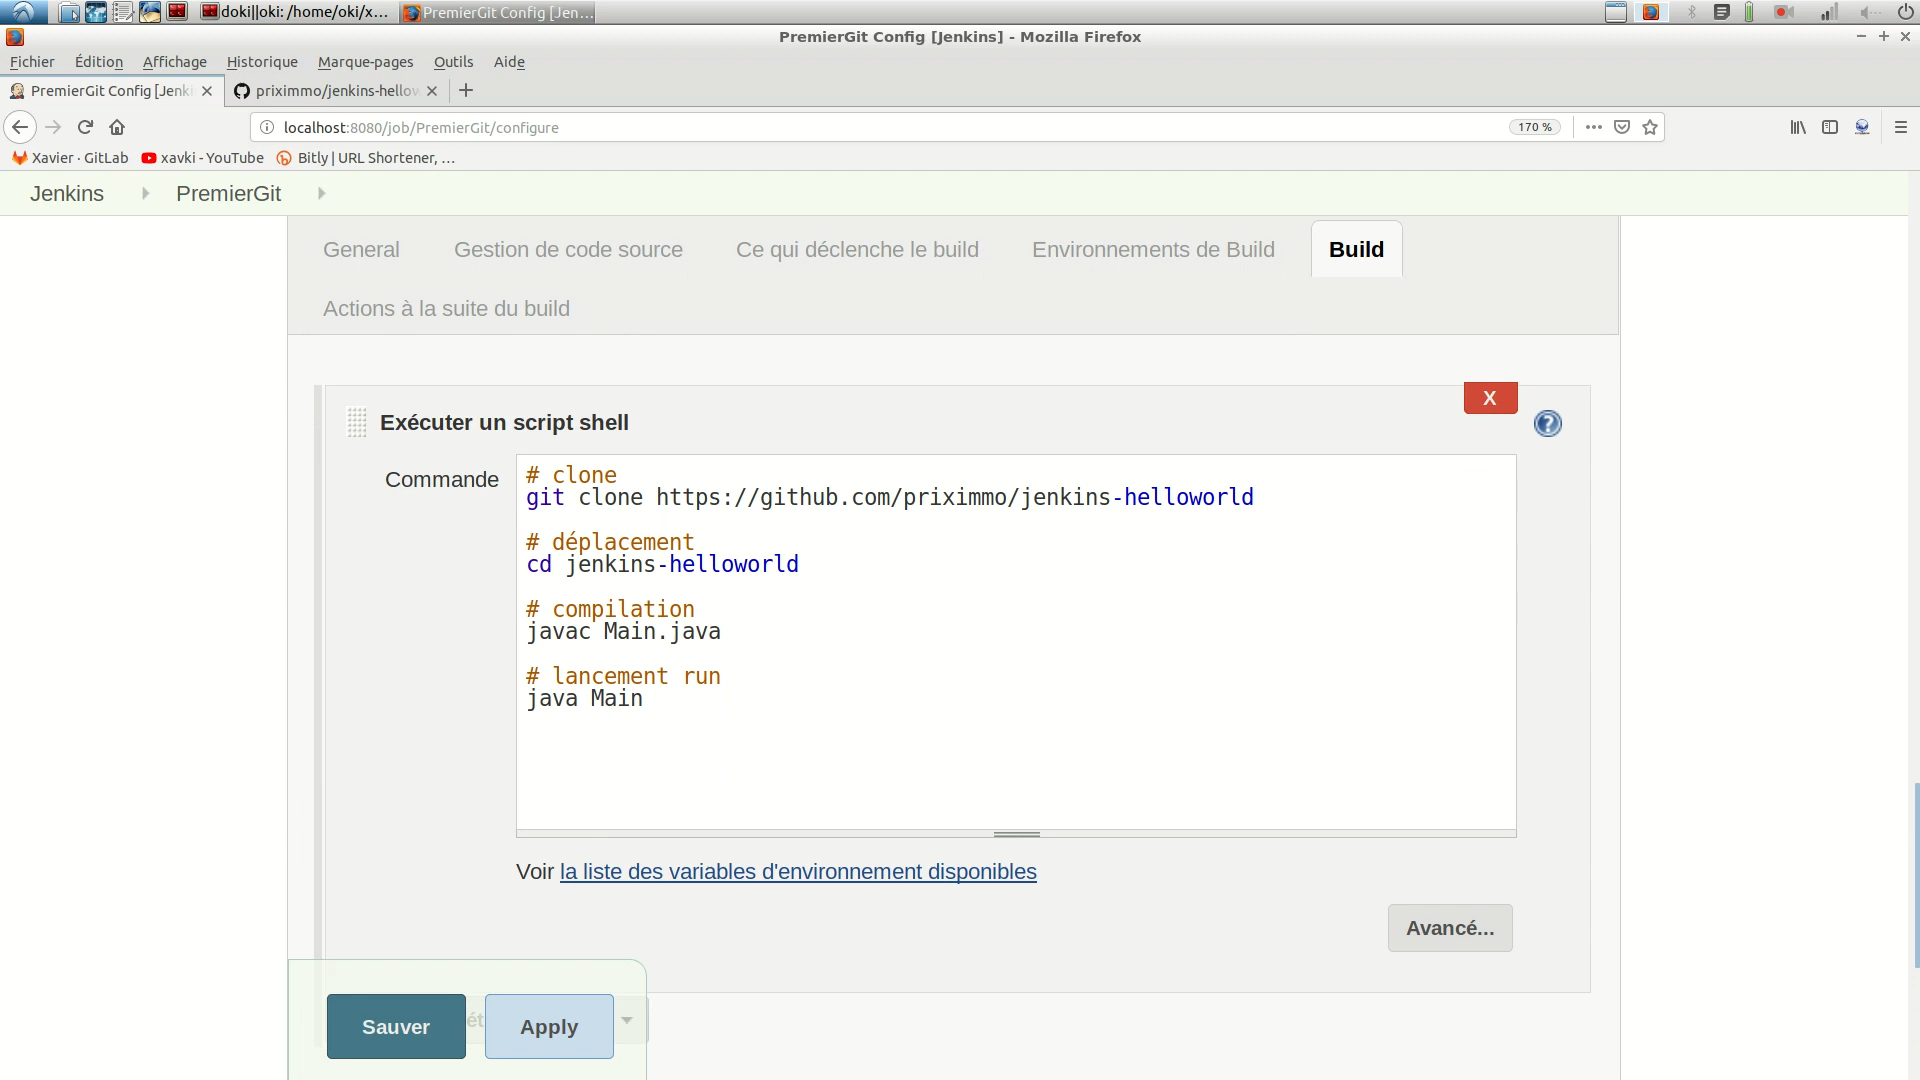 doki||oki: /home/oki/x...
PremierGit Config [Jen...
PremierGit Config [Jenkins] - Mozilla Firefox
Fichier Édition Affichage Historique Marque-pages Outils Aide
PremierGit Config [Jenki
priximmo/jenkins-hellow
localhost:8080/job/PremierGit/configure
170 %
Xavier · GitLab
xavki - YouTube
Bitly | URL Shortener, ...
Jenkins
PremierGit
General
Gestion de code source
Ce qui déclenche le build
Environnements de Build
Build
Actions à la suite du build
X
Exécuter un script shell
?
Commande
# clone
git clone https://github.com/priximmo/jenkins-helloworld
# déplacement
cd jenkins-helloworld
# compilation
javac Main.java
# lancement run
java Main
Voir la liste des variables d'environnement disponibles
Avancé...
Sauver
Apply